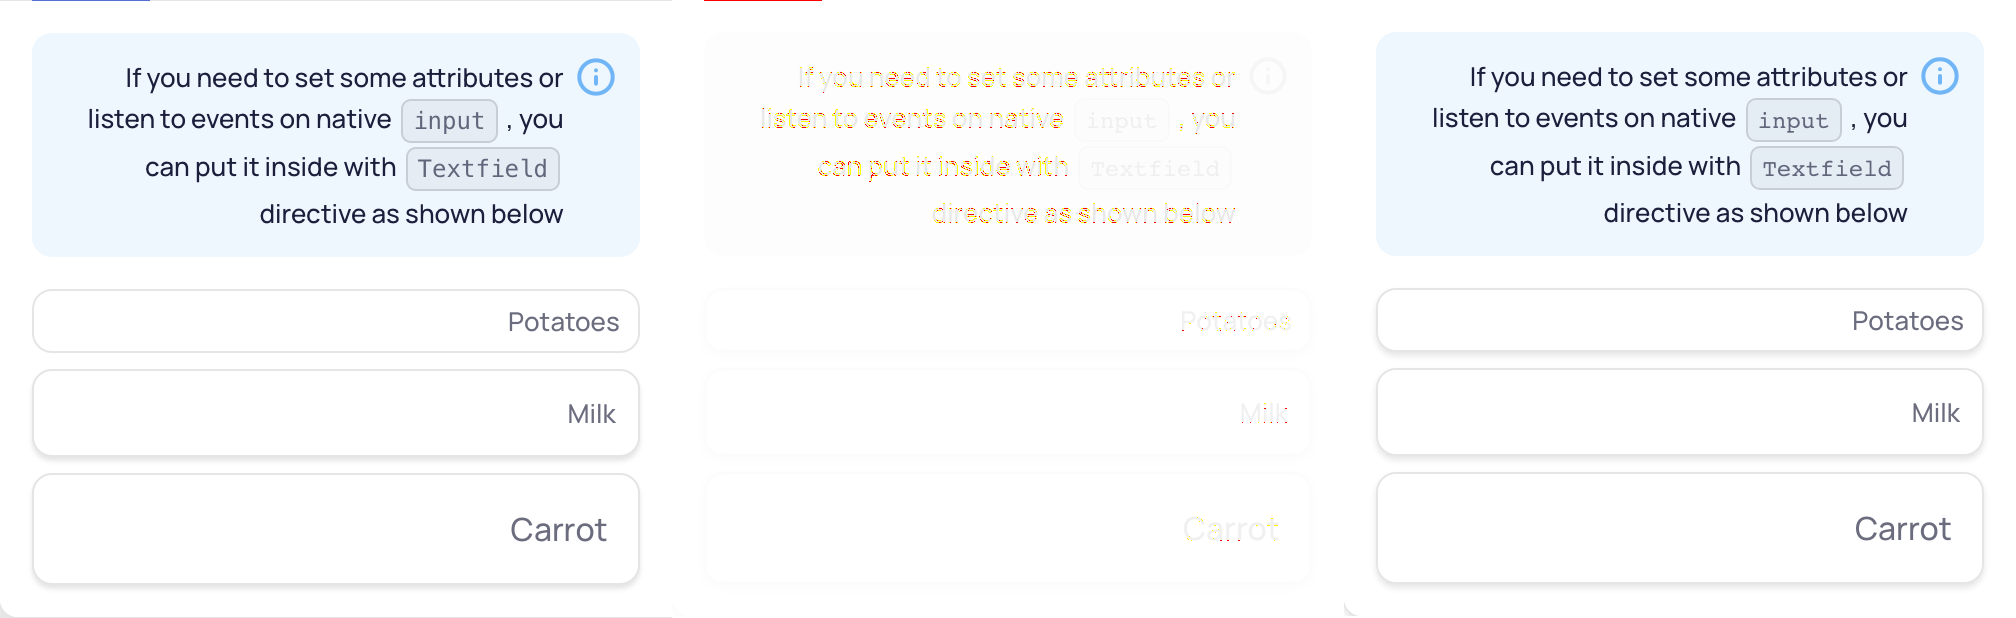 If you need to set some attributes or
listen to events on native input , you
can put it inside with Textfield
directive as shown below
Potatoes
Milk
Carrot
If you need to set some attributes or
listen to events on native input , you
can put it inside with Textfield
directive as shown below
Potatoes
Milk
Carrot
If you need to set some attributes or
listen to events on native input , you
can put it inside with Textfield
directive as shown below
Potatoes
Milk
Carrot